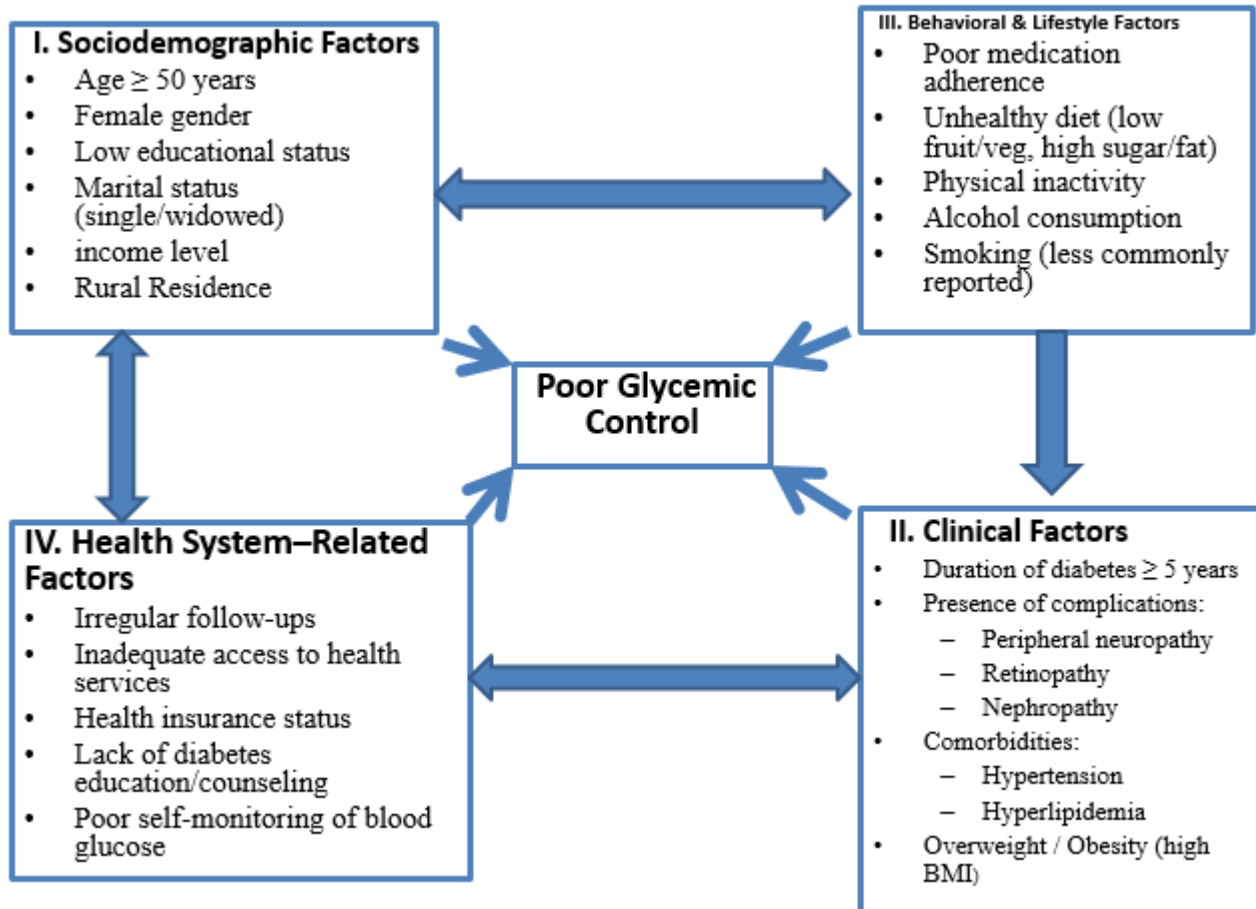 I. Sociodemographic Factors
• Age ≥ 50 years
• Female gender
• Low educational status
• Marital status
(single/widowed)
• income level
• Rural Residence
III. Behavioral & Lifestyle Factors
• Poor medication
adherence
• Unhealthy diet (low
fruit/veg, high sugar/fat)
• Physical inactivity
• Alcohol consumption
• Smoking (less commonly
reported)
Poor Glycemic
Control
IV. Health System–Related
Factors
• Irregular follow-ups
• Inadequate access to health
services
• Health insurance status
• Lack of diabetes
education/counseling
• Poor self-monitoring of blood
glucose
II. Clinical Factors
• Duration of diabetes ≥ 5 years
• Presence of complications:
– Peripheral neuropathy
– Retinopathy
– Nephropathy
• Comorbidities:
– Hypertension
– Hyperlipidemia
• Overweight / Obesity (high
BMI)